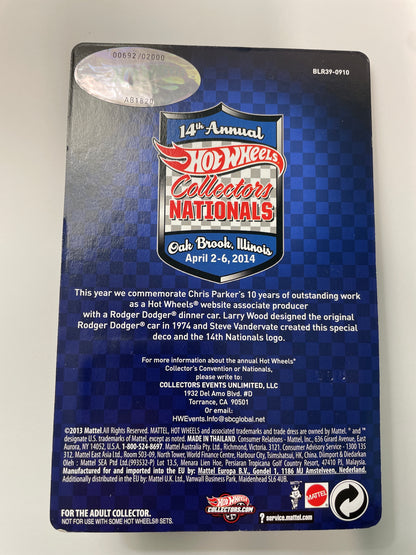 00692/02000
AB1820
BLR39-0910
14th Annual
HOT WHEELS
Collectors
NATIONALS
Oak Brook, Illinois
April 2-6, 2014
This year we commemorate Chris Parker's 10 years of outstanding work
as a Hot Wheels® website associate producer
with a Rodger Dodger® dinner car. Larry Wood designed the original
Rodger Dodger® car in 1974 and Steve Vandervate created this special
deco and the 14th Nationals logo.
For more information about the annual Hot Wheels®
Collector's Convention or Nationals,
please write to:
COLLECTORS EVENTS UNLIMITED, LLC
1932 Del Amo Blvd. #D
Torrance, CA 90501
Or email:
HWEvents.Info@sbcglobal.net
©2013 Mattel.All Rights Reserved. MATTEL, HOT WHEELS and associated trademarks and trade dress are owned by Mattel. ® and ™
designate U.S. trademarks of Mattel, except as noted. MADE IN THAILAND. Consumer Relations - Mattel, Inc., 636 Girard Avenue, East
Aurora, NY 14052, U.S.A. 1-800-524-8697. Mattel Australia Pty., Ltd., Richmond, Victoria. 3121. Consumer Advisory Service - 1300 135
312. Mattel East Asia Ltd., Room 503-09, North Tower, World Finance Centre, Harbour City, Tsimshatsui, HK, China. Diimport & Diedarkan
Oleh : Mattel SEA Ptd Ltd.(993532-P) Lot 13.5, Menara Lien Hoe, Persiaran Tropicana Golf Country Resort, 47410 PJ. Malaysia.
Manufactured for and imported into the EU by: Mattel Europa B.V., Gondel 1, 1186 MJ Amstelveen, Nederland.
Additionally distributed in the EU by: Mattel U.K. Ltd., Vanwall Business Park, Maidenhead SL6 4UB.
FOR THE ADULT COLLECTOR.
NOT FOR USE WITH SOME HOT WHEELS® SETS.
HOT WHEELS
COLLECTORS.COM
MATTEL
? service.mattel.com